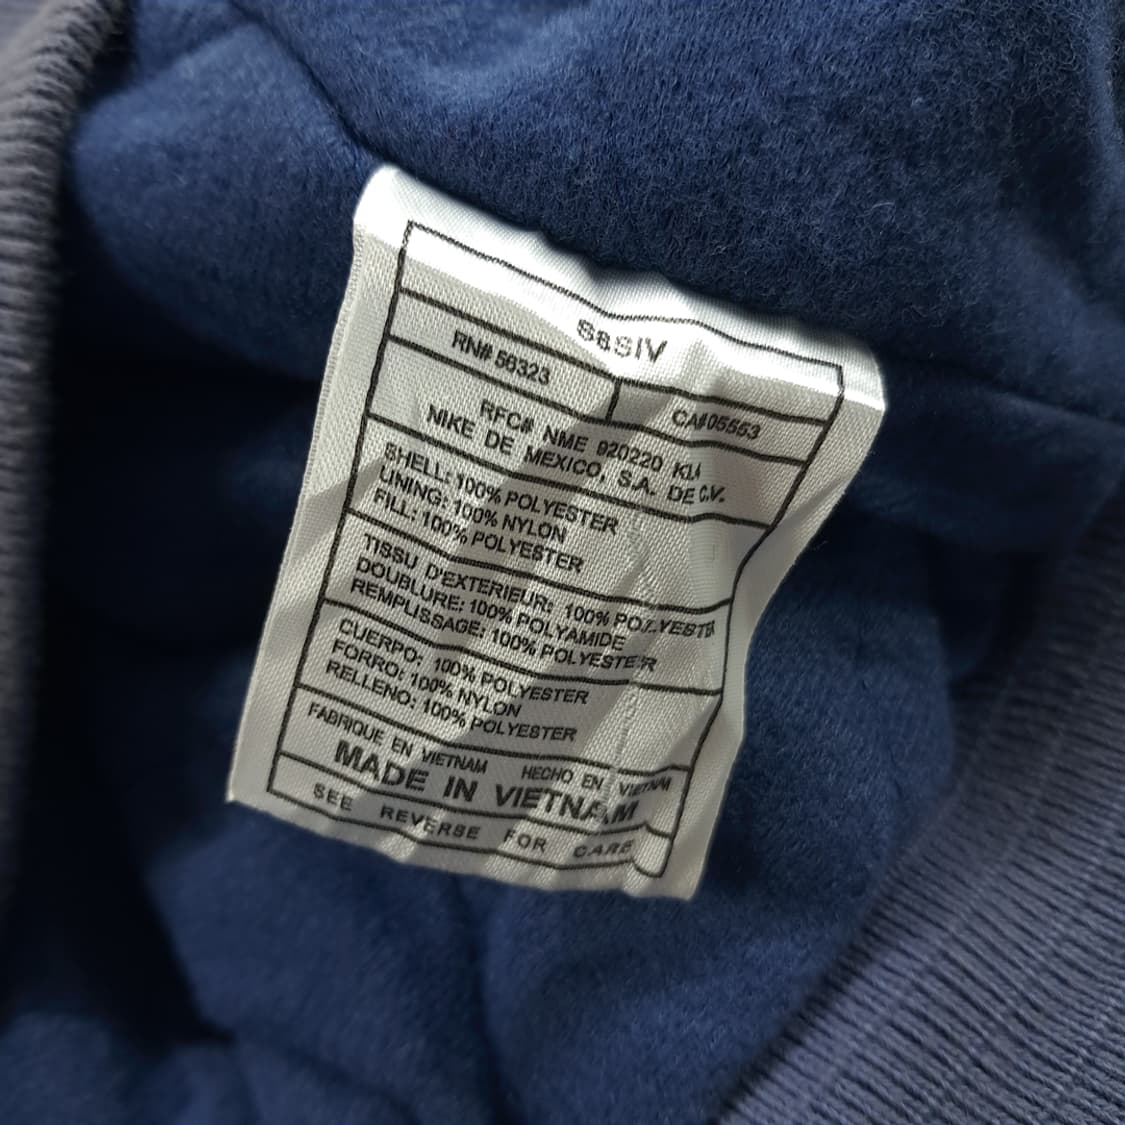 S&SIV
RN# 56323 CA#05553
RFC# NME 920220 KL4
NIKE DE MEXICO, S.A. DE C.V.
SHELL: 100% POLYESTER
LINING: 100% NYLON
FILL: 100% POLYESTER
TISSU D'EXTERIEUR: 100% POLYESTER
DOUBLURE: 100% POLYAMIDE
REMPLISSAGE: 100% POLYESTER
CUERPO: 100% POLYESTER
FORRO: 100% NYLON
RELLENO: 100% POLYESTER
FABRIQUE EN VIETNAM HECHO EN VIETNAM
MADE IN VIETNAM
SEE REVERSE FOR CARE